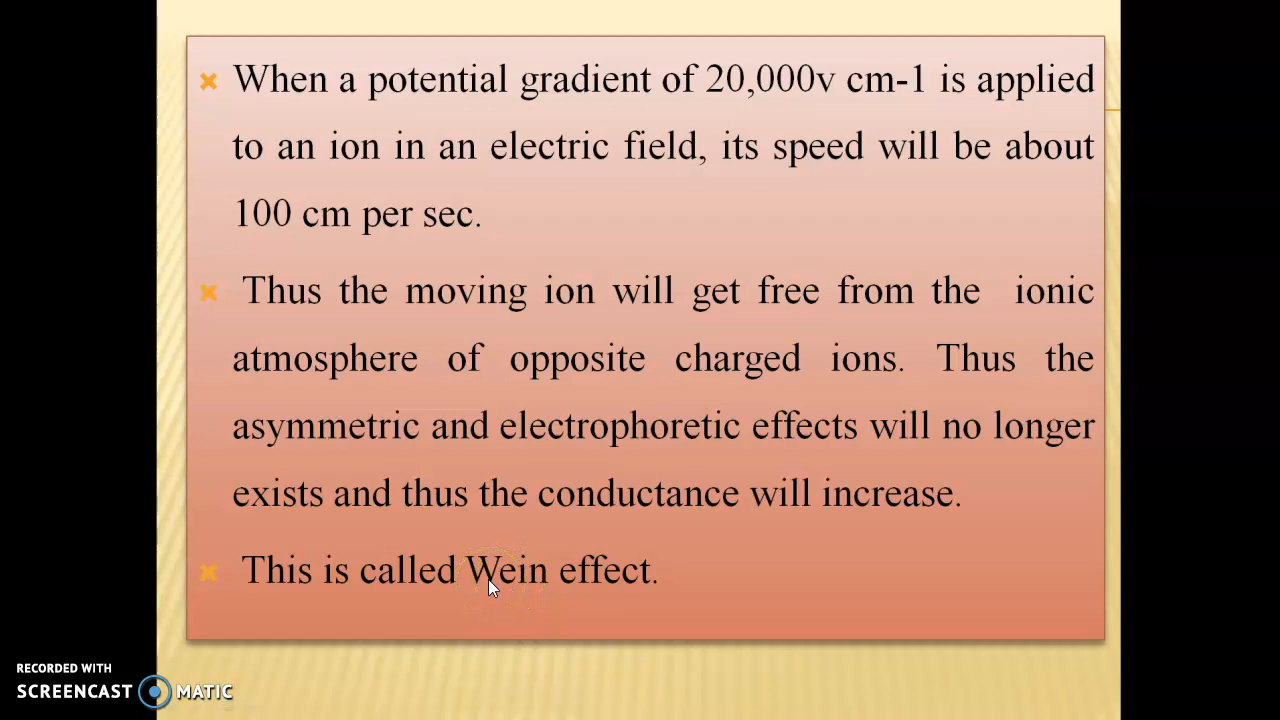 When a potential gradient of 20,000v cm-1 is applied
to an ion in an electric field, its speed will be about
100 cm per sec.
Thus the moving ion will get free from the ionic
atmosphere of opposite charged ions. Thus the
asymmetric and electrophoretic effects will no longer
exists and thus the conductance will increase.
This is called Wein effect.
RECORDED WITH
SCREENCAST MATIC